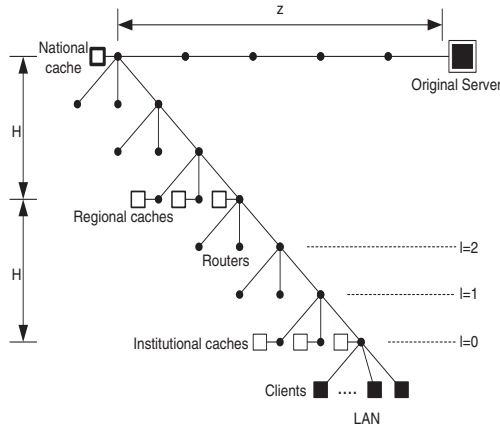 z
National
cache
Original Server
H
Regional caches
Routers
l=2
H
l=1
Institutional caches
l=0
Clients
....
LAN